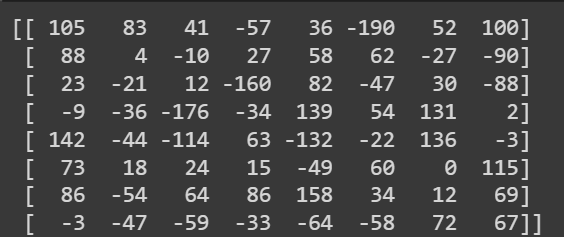 [[ 105 83 41 -57 36 -190 52 100]
[ 88 4 -10 27 58 62 -27 -90]
[ 23 -21 12 -160 82 -47 30 -88]
[ -9 -36 -176 -34 139 54 131 2]
[ 142 -44 -114 63 -132 -22 136 -3]
[ 73 18 24 15 -49 60 0 115]
[ 86 -54 64 86 158 34 12 69]
[ -3 -47 -59 -33 -64 -58 72 67]]